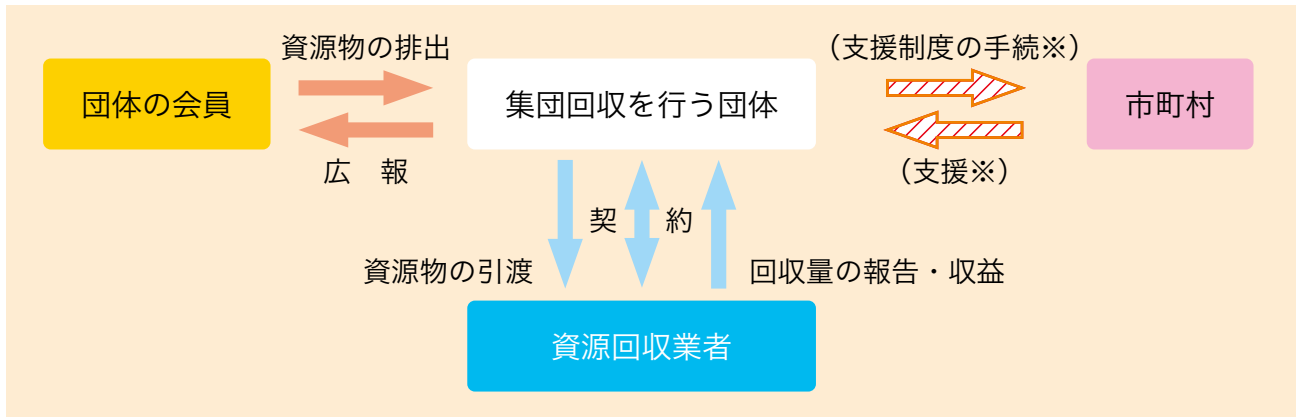 資源物の排出
(支援制度の手続※)
団体の会員
集団回収を行う団体
市町村
広　報
(支援※)
契　約
資源物の引渡
回収量の報告・収益
資源回収業者